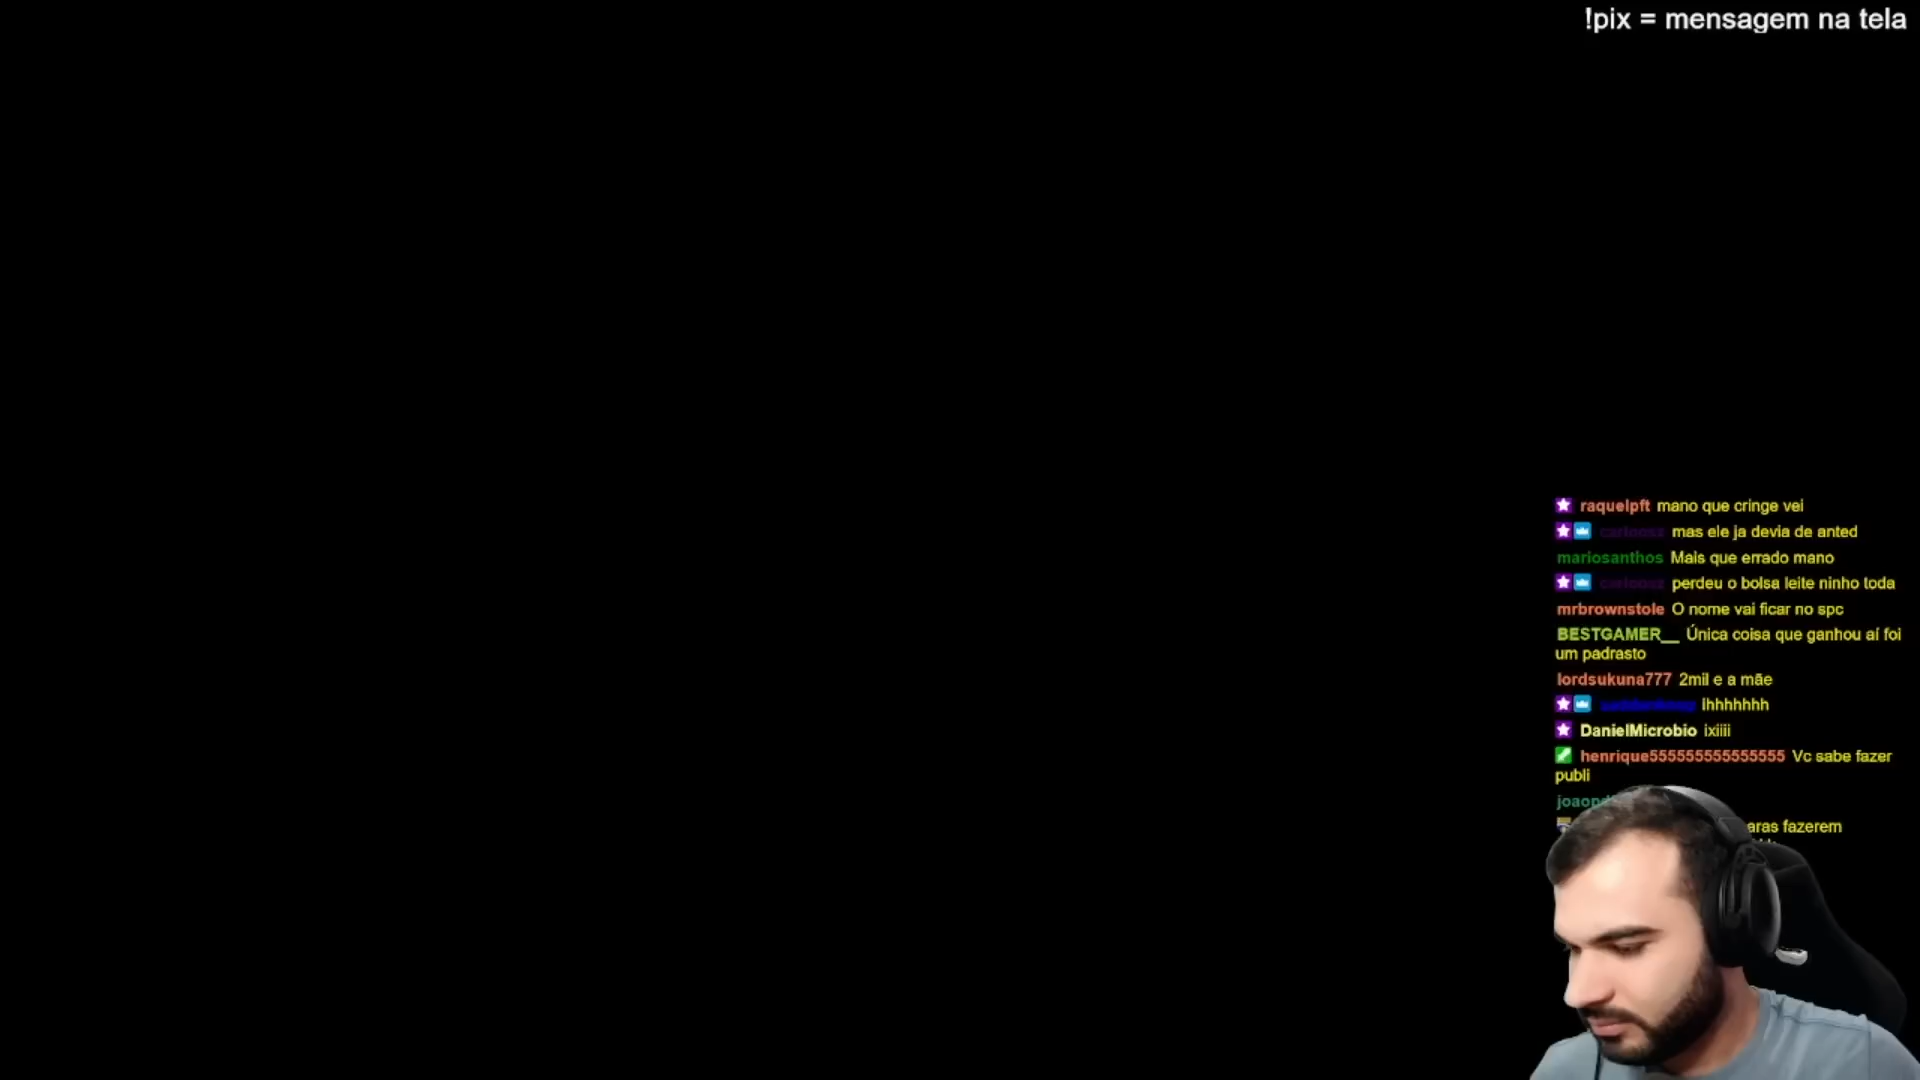 !pix = mensagem na tela
raquelpft mano que cringe vei
mas ele ja devia de anted
mariosanthos Mais que errado mano
perdeu o bolsa leite ninho toda
mrbrownstole O nome vai ficar no spc
BESTGAMER__ Única coisa que ganhou aí foi
um padrasto
lordsukuna777 2mil e a mãe
ihhhhhhh
DanielMicrobio ixiiii
henrique555555555555555 Vc sabe fazer
publi
fazerem